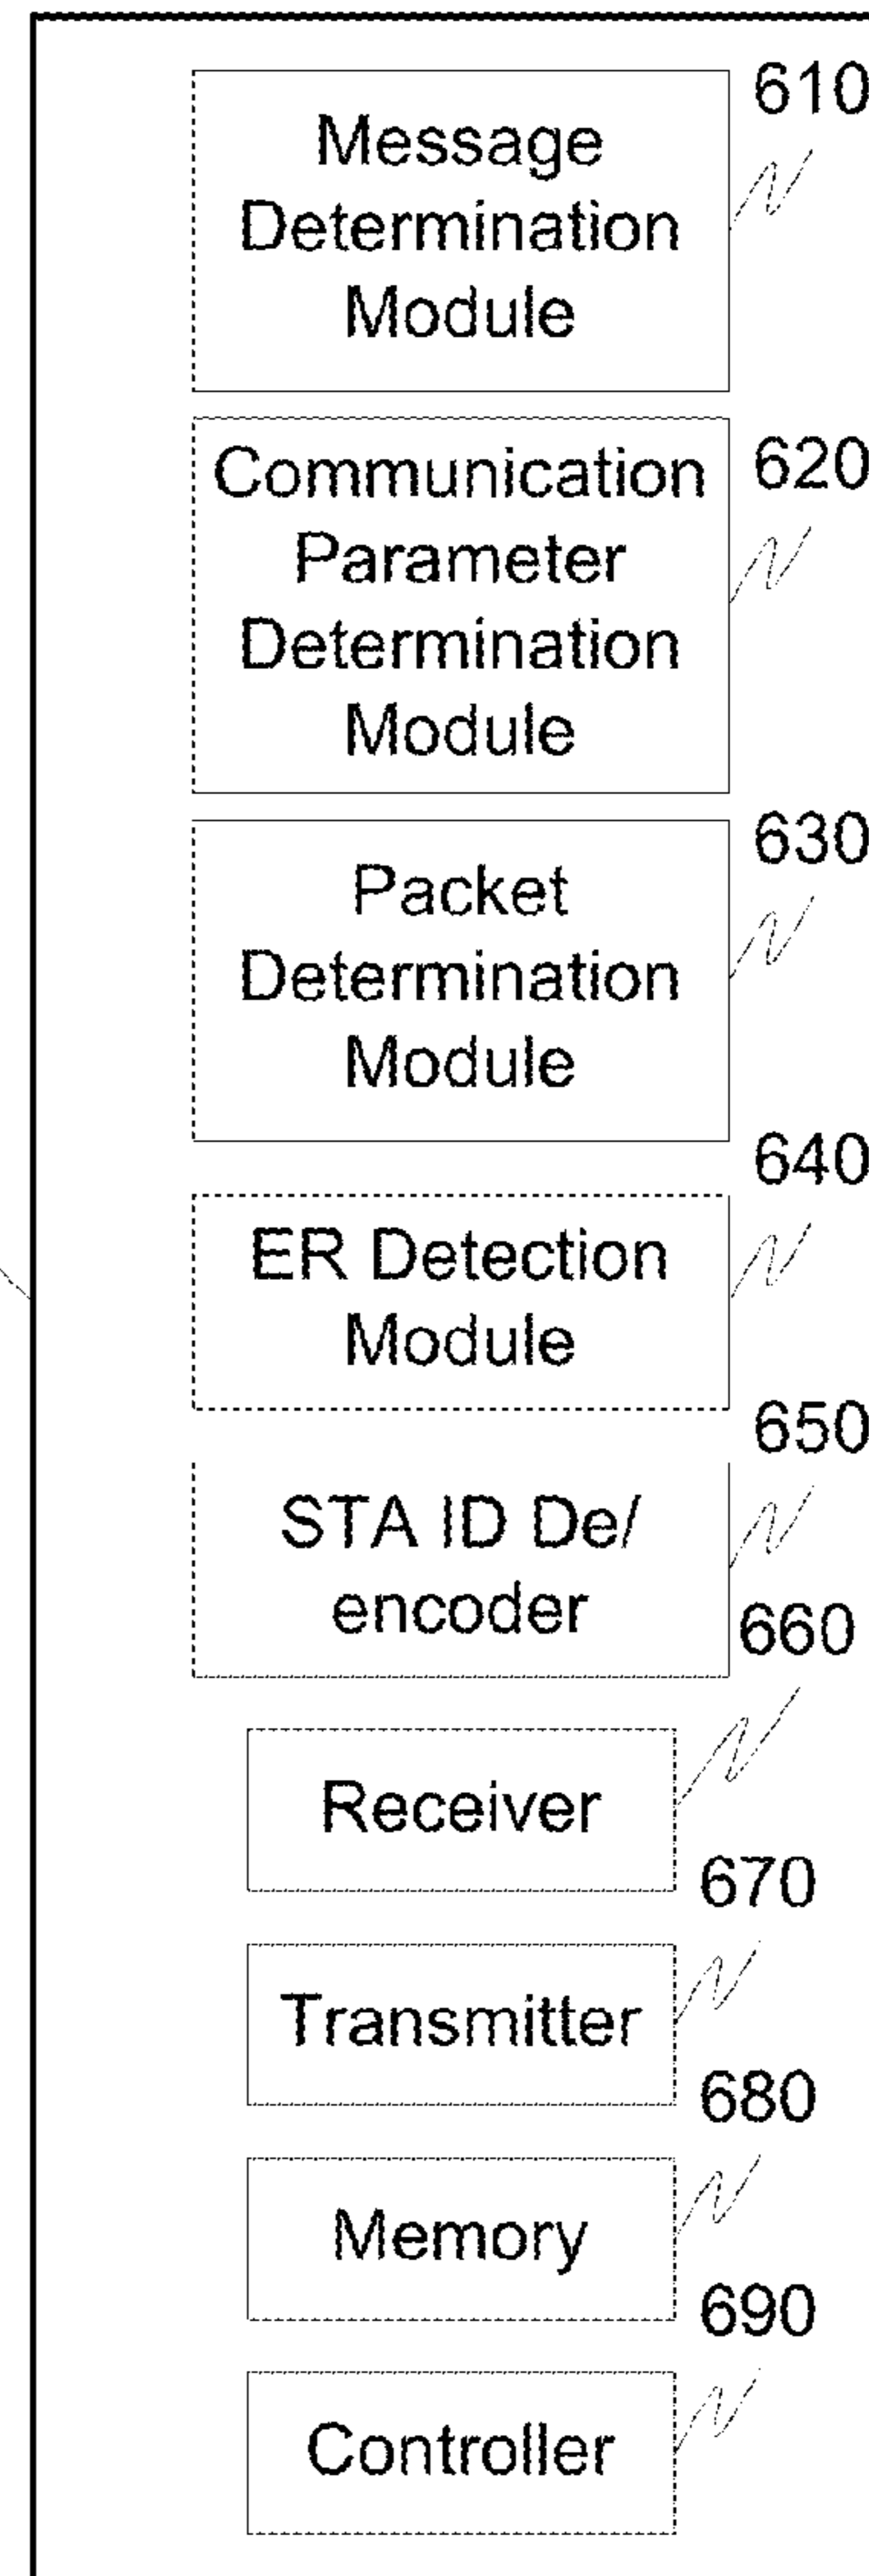 610
Message
Determination
Module
620
Communication
Parameter
Determination
Module
630
Packet
Determination
Module
640
ER Detection
Module
650
STA ID De/
encoder
660
Receiver
670
Transmitter
680
Memory
690
Controller